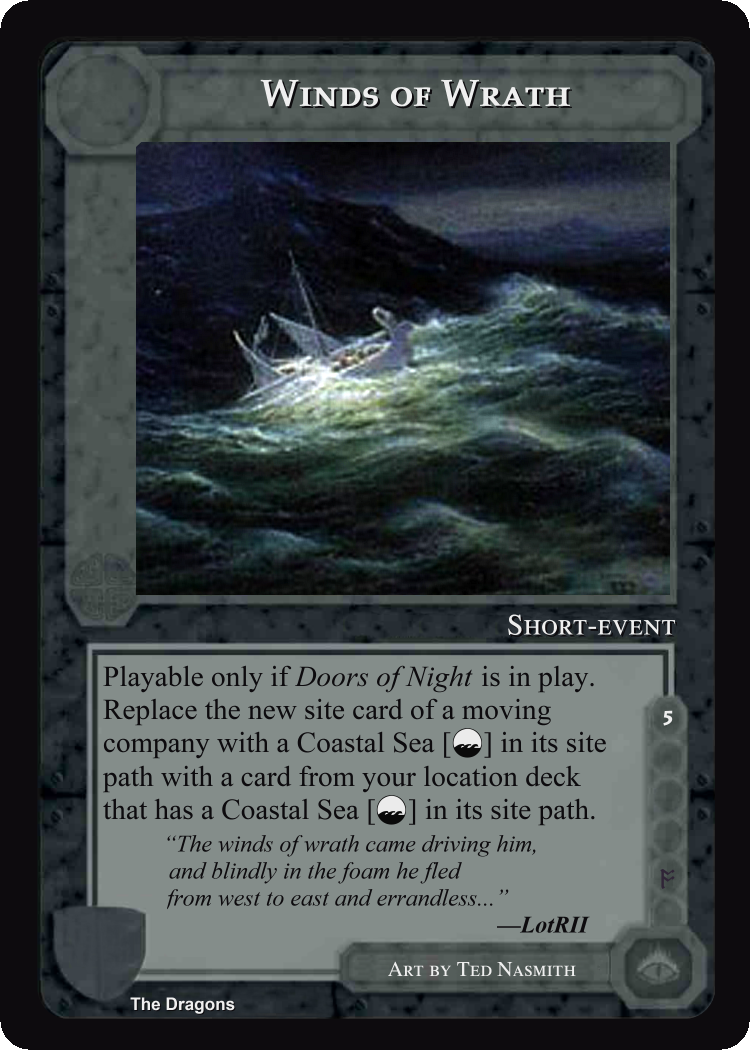 Winds of Wrath
Short-event
Playable only if Doors of Night is in play.
Replace the new site card of a moving
company with a Coastal Sea [] in its site
path with a card from your location deck
that has a Coastal Sea [] in its site path.
5
“The winds of wrath came driving him,
and blindly in the foam he fled
from west to east and errandless...”
—LotRII
Art by Ted Nasmith
The Dragons